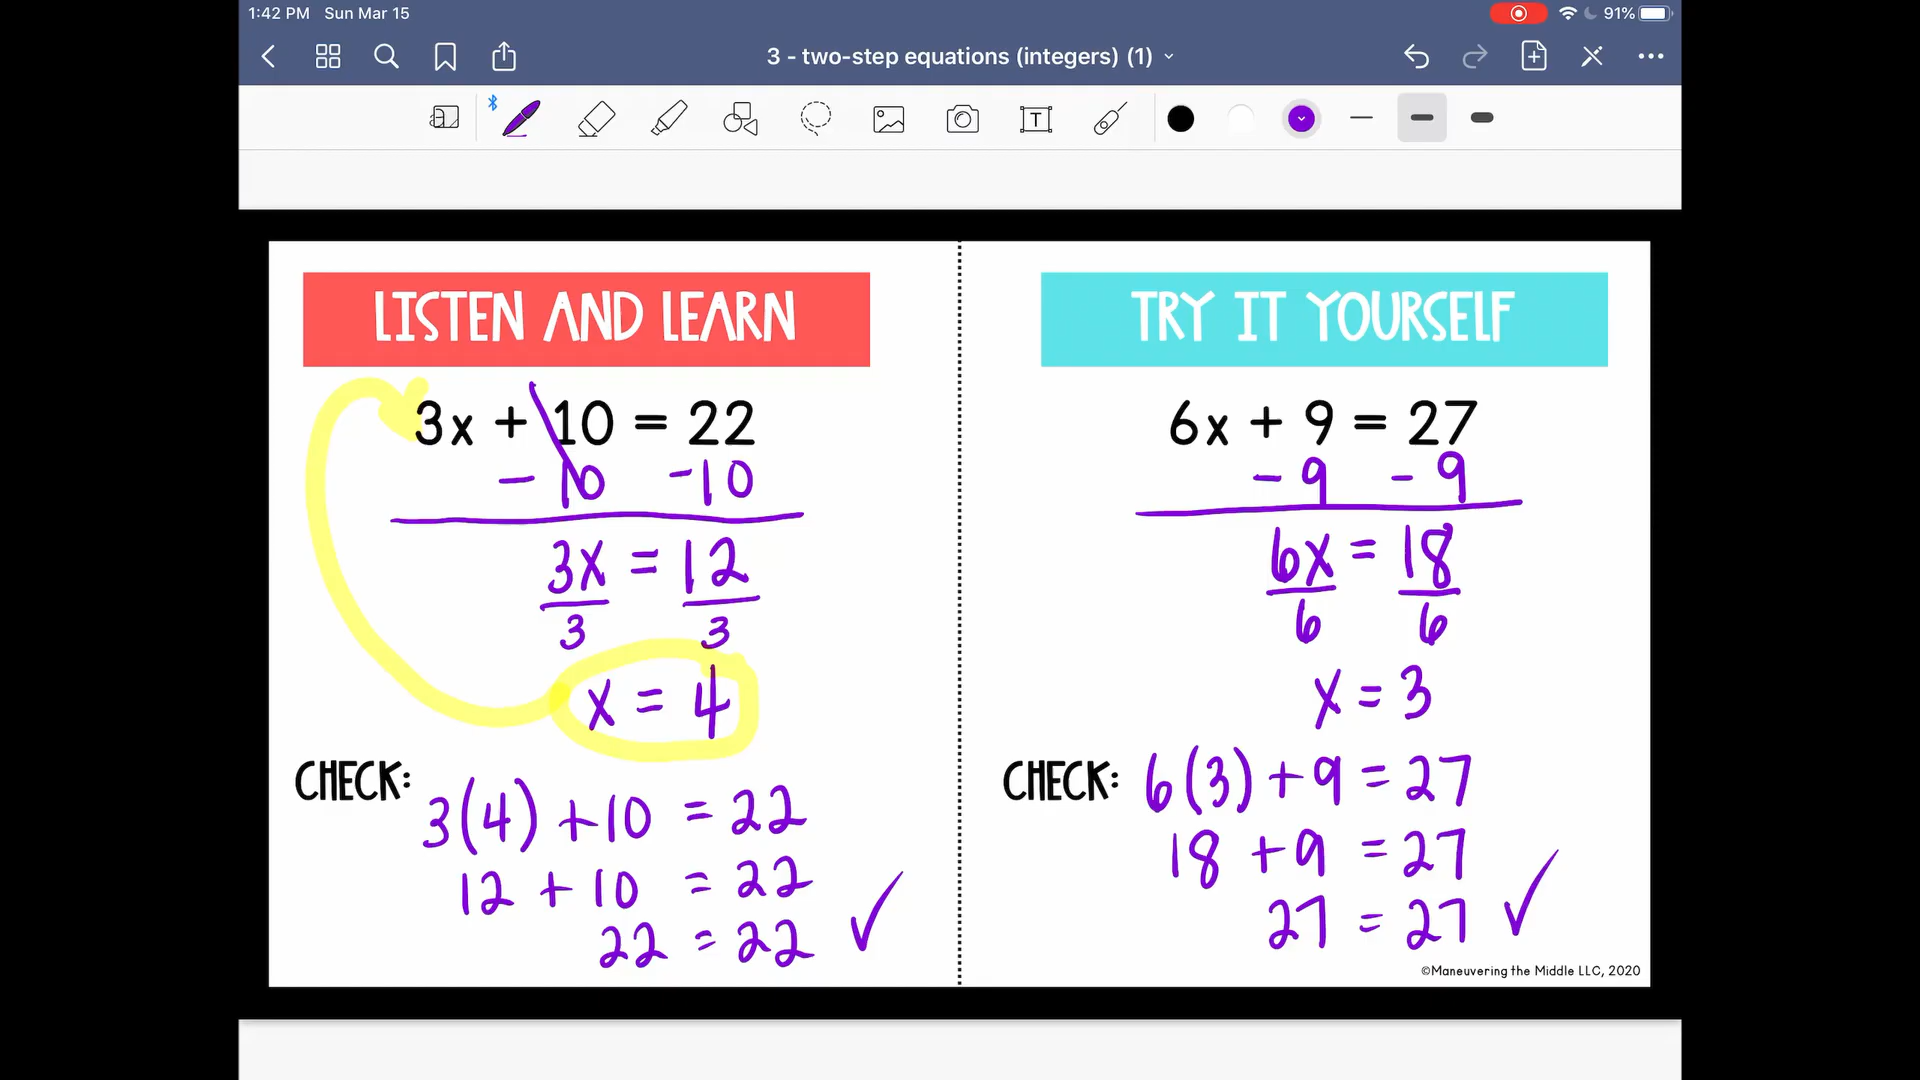 1:42 PM Sun Mar 15
91%
3 - two-step equations (integers) (1)
T
LISTEN AND LEARN
3x + 10 = 22
- 10 -10
3x = 12
3 3
x = 4
CHECK:
3(4) +10 = 22
12 + 10 = 22
22 = 22 ✓
TRY IT YOURSELF
6x + 9 = 27
- 9 - 9
6x = 18
6 6
x = 3
CHECK:
6(3) +9 = 27
18 +9 = 27
27 = 27 ✓
©Maneuvering the Middle LLC, 2020